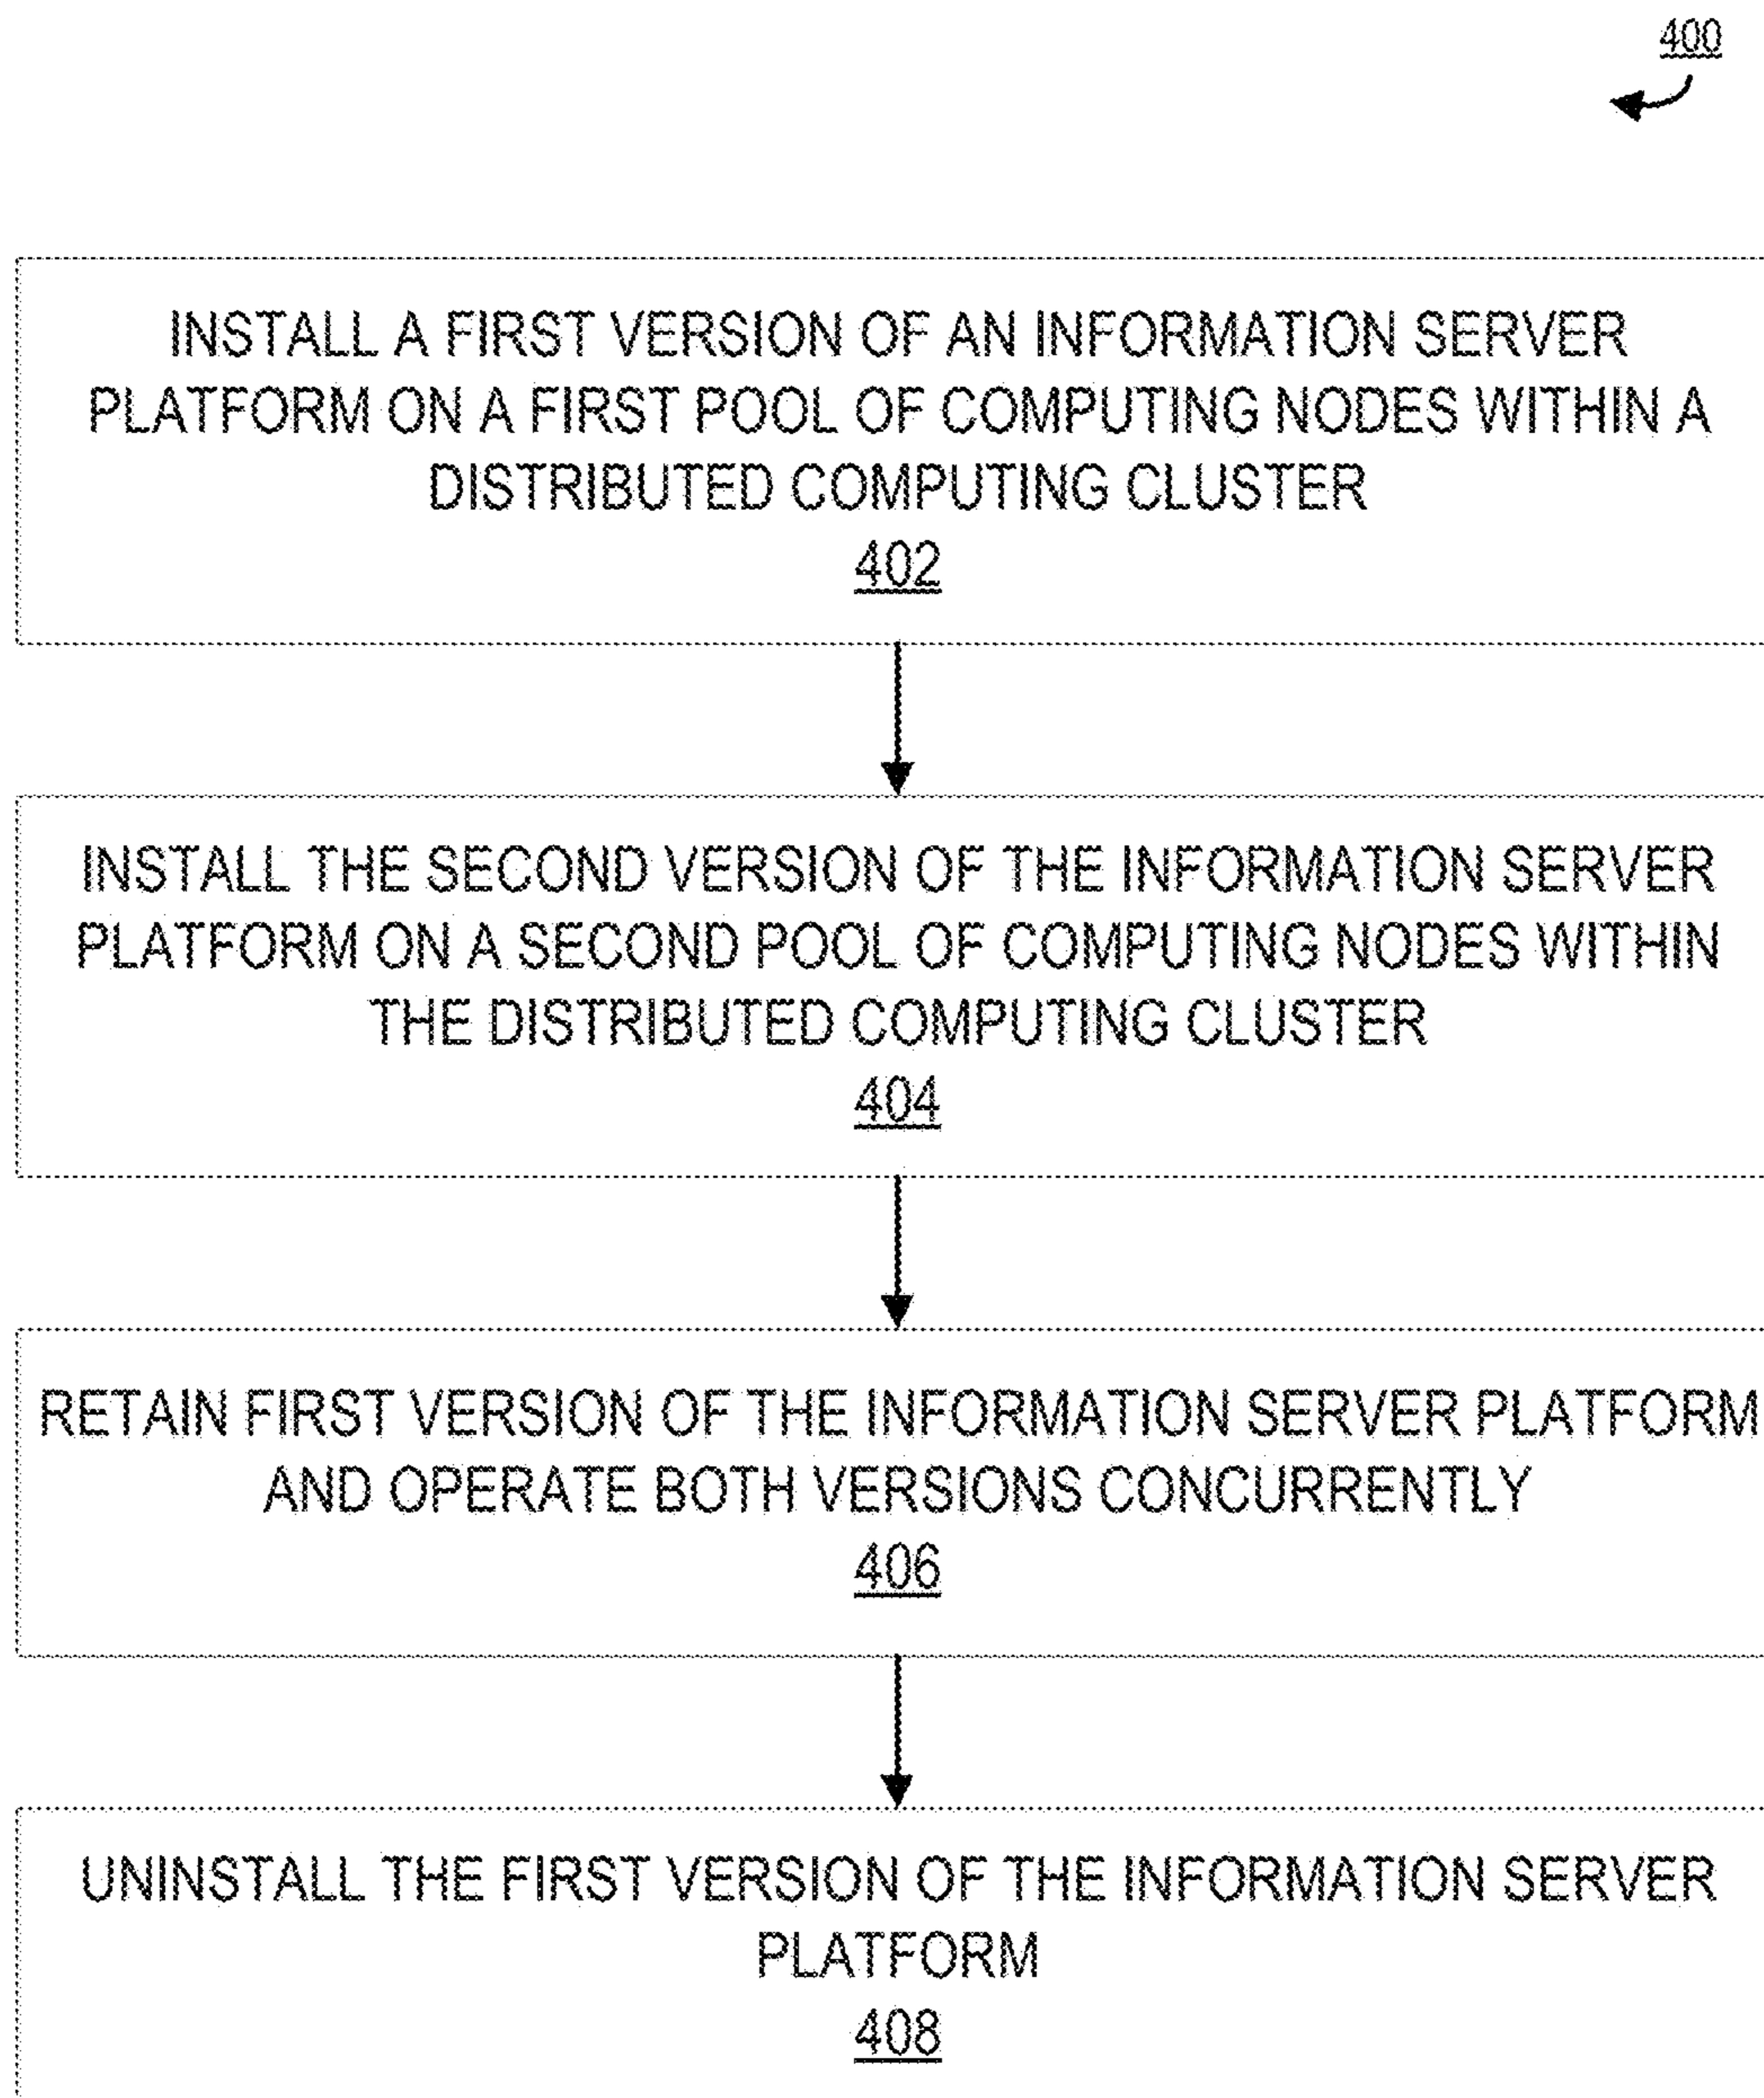 400
INSTALL A FIRST VERSION OF AN INFORMATION SERVER
PLATFORM ON A FIRST POOL OF COMPUTING NODES WITHIN A
DISTRIBUTED COMPUTING CLUSTER
402
INSTALL THE SECOND VERSION OF THE INFORMATION SERVER
PLATFORM ON A SECOND POOL OF COMPUTING NODES WITHIN
THE DISTRIBUTED COMPUTING CLUSTER
404
RETAIN FIRST VERSION OF THE INFORMATION SERVER PLATFORM
AND OPERATE BOTH VERSIONS CONCURRENTLY
406
UNINSTALL THE FIRST VERSION OF THE INFORMATION SERVER
PLATFORM
408